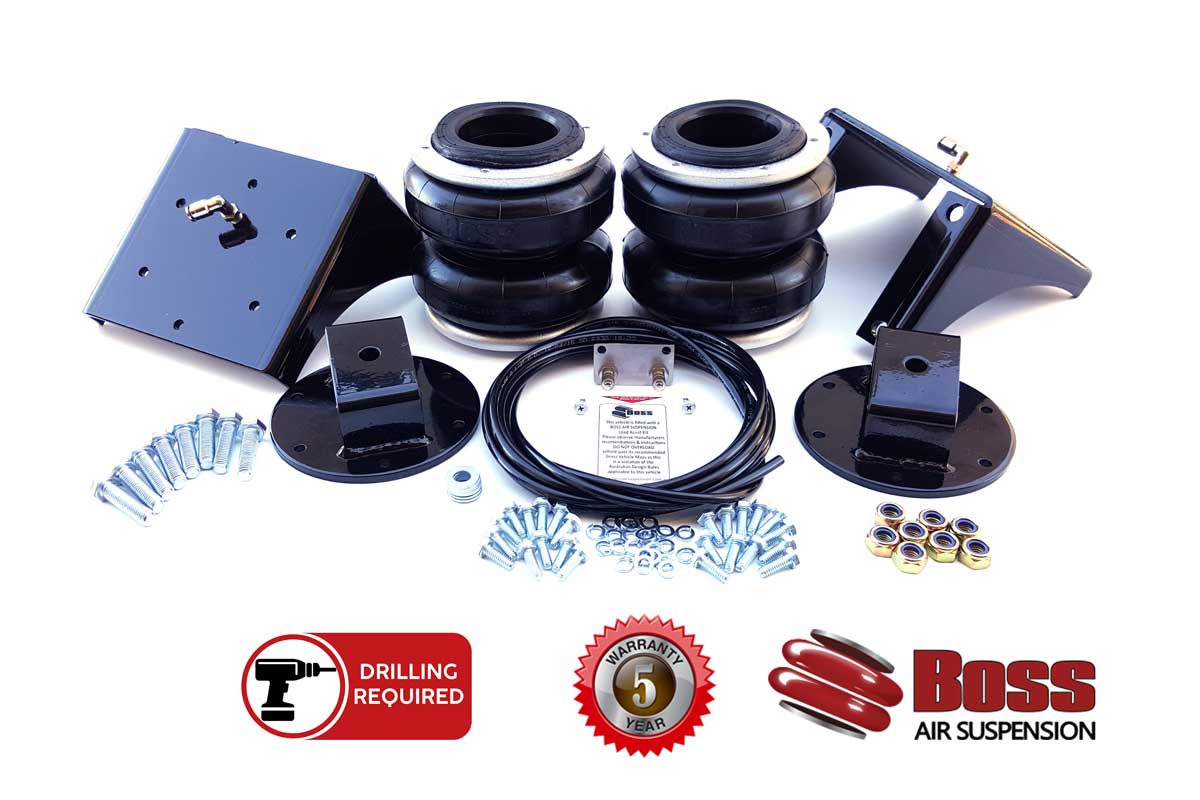 BOSS
This vehicle is fitted with a
BOSS AIR SUSPENSION
Load Assist Kit
Please observe manufacturers
recomendations & instructions
DO NOT OVERLOAD
vehicle past its recommended
Gross Vehicle Mass as this
is a violation of the
Australian Design Rules
applicable to this vehicle
DRILLING
REQUIRED
WARRANTY
5
YEAR
BOSS
AIR SUSPENSION